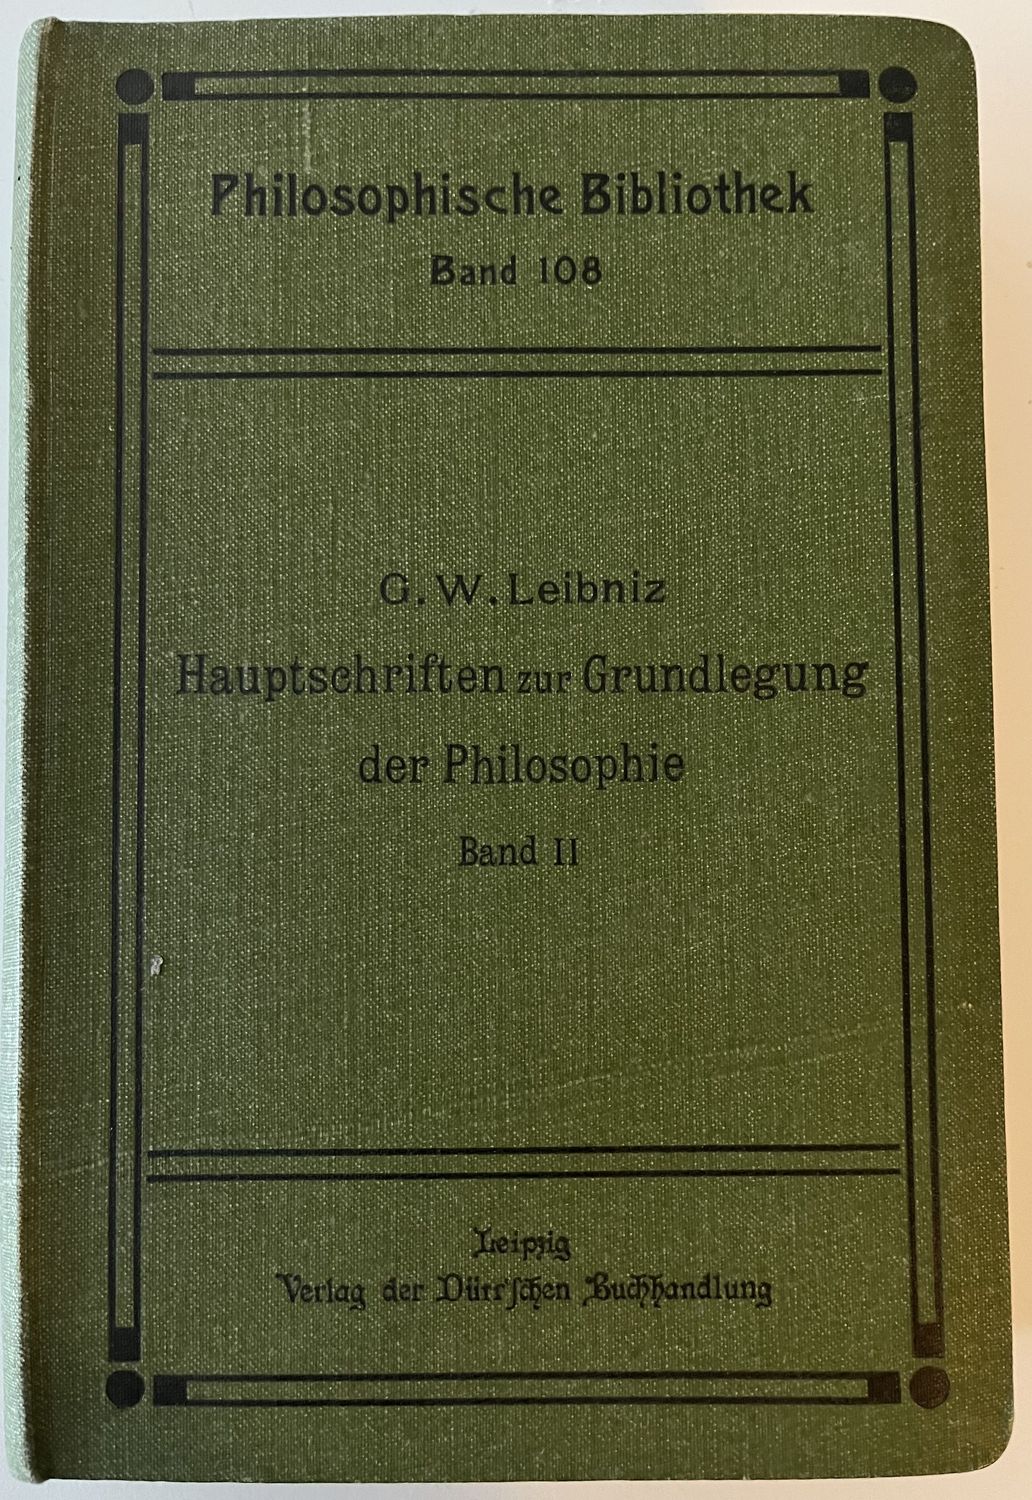 Philosophische Bibliothek
Band 108
G. W. Leibniz
Hauptschriften zur Grundlegung
der Philosophie
Band II
Leipzig
Verlag der Dürr'schen Buchhandlung